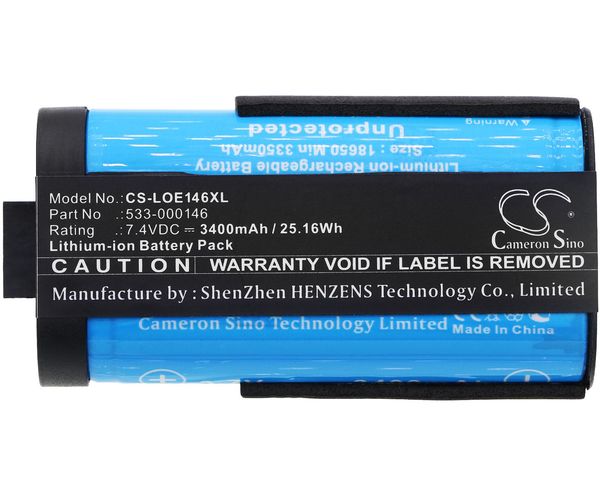 Unprotected
Size : 18650 Min 3350mAh
Lithium-ion Rechargeable Battery
Model No.:CS-LOE146XL
Part No :533-000146
Rating :7.4VDC ⎓ 3400mAh / 25.16Wh
Lithium-ion Battery Pack
CS
Cameron Sino
CAUTION WARRANTY VOID IF LABEL IS REMOVED
Manufacture by : ShenZhen HENZENS Technology Co., Limited
Cameron Sino Technology Limited
Made In China